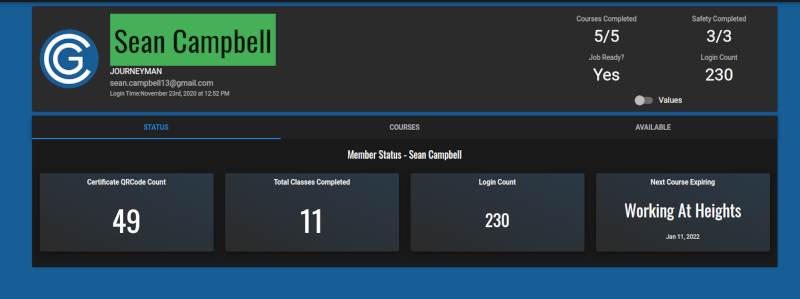 Sean Campbell
JOURNEYMAN
sean.campbell13@gmail.com
Login Time:November 23rd, 2020 at 12:52 PM
Courses Completed
5/5
Safety Completed
3/3
Job Ready?
Yes
Login Count
230
Values
STATUS
COURSES
AVAILABLE
Member Status - Sean Campbell
Certificate QRCode Count
49
Total Classes Completed
11
Login Count
230
Next Course Expiring
Working At Heights
Jan 11, 2022